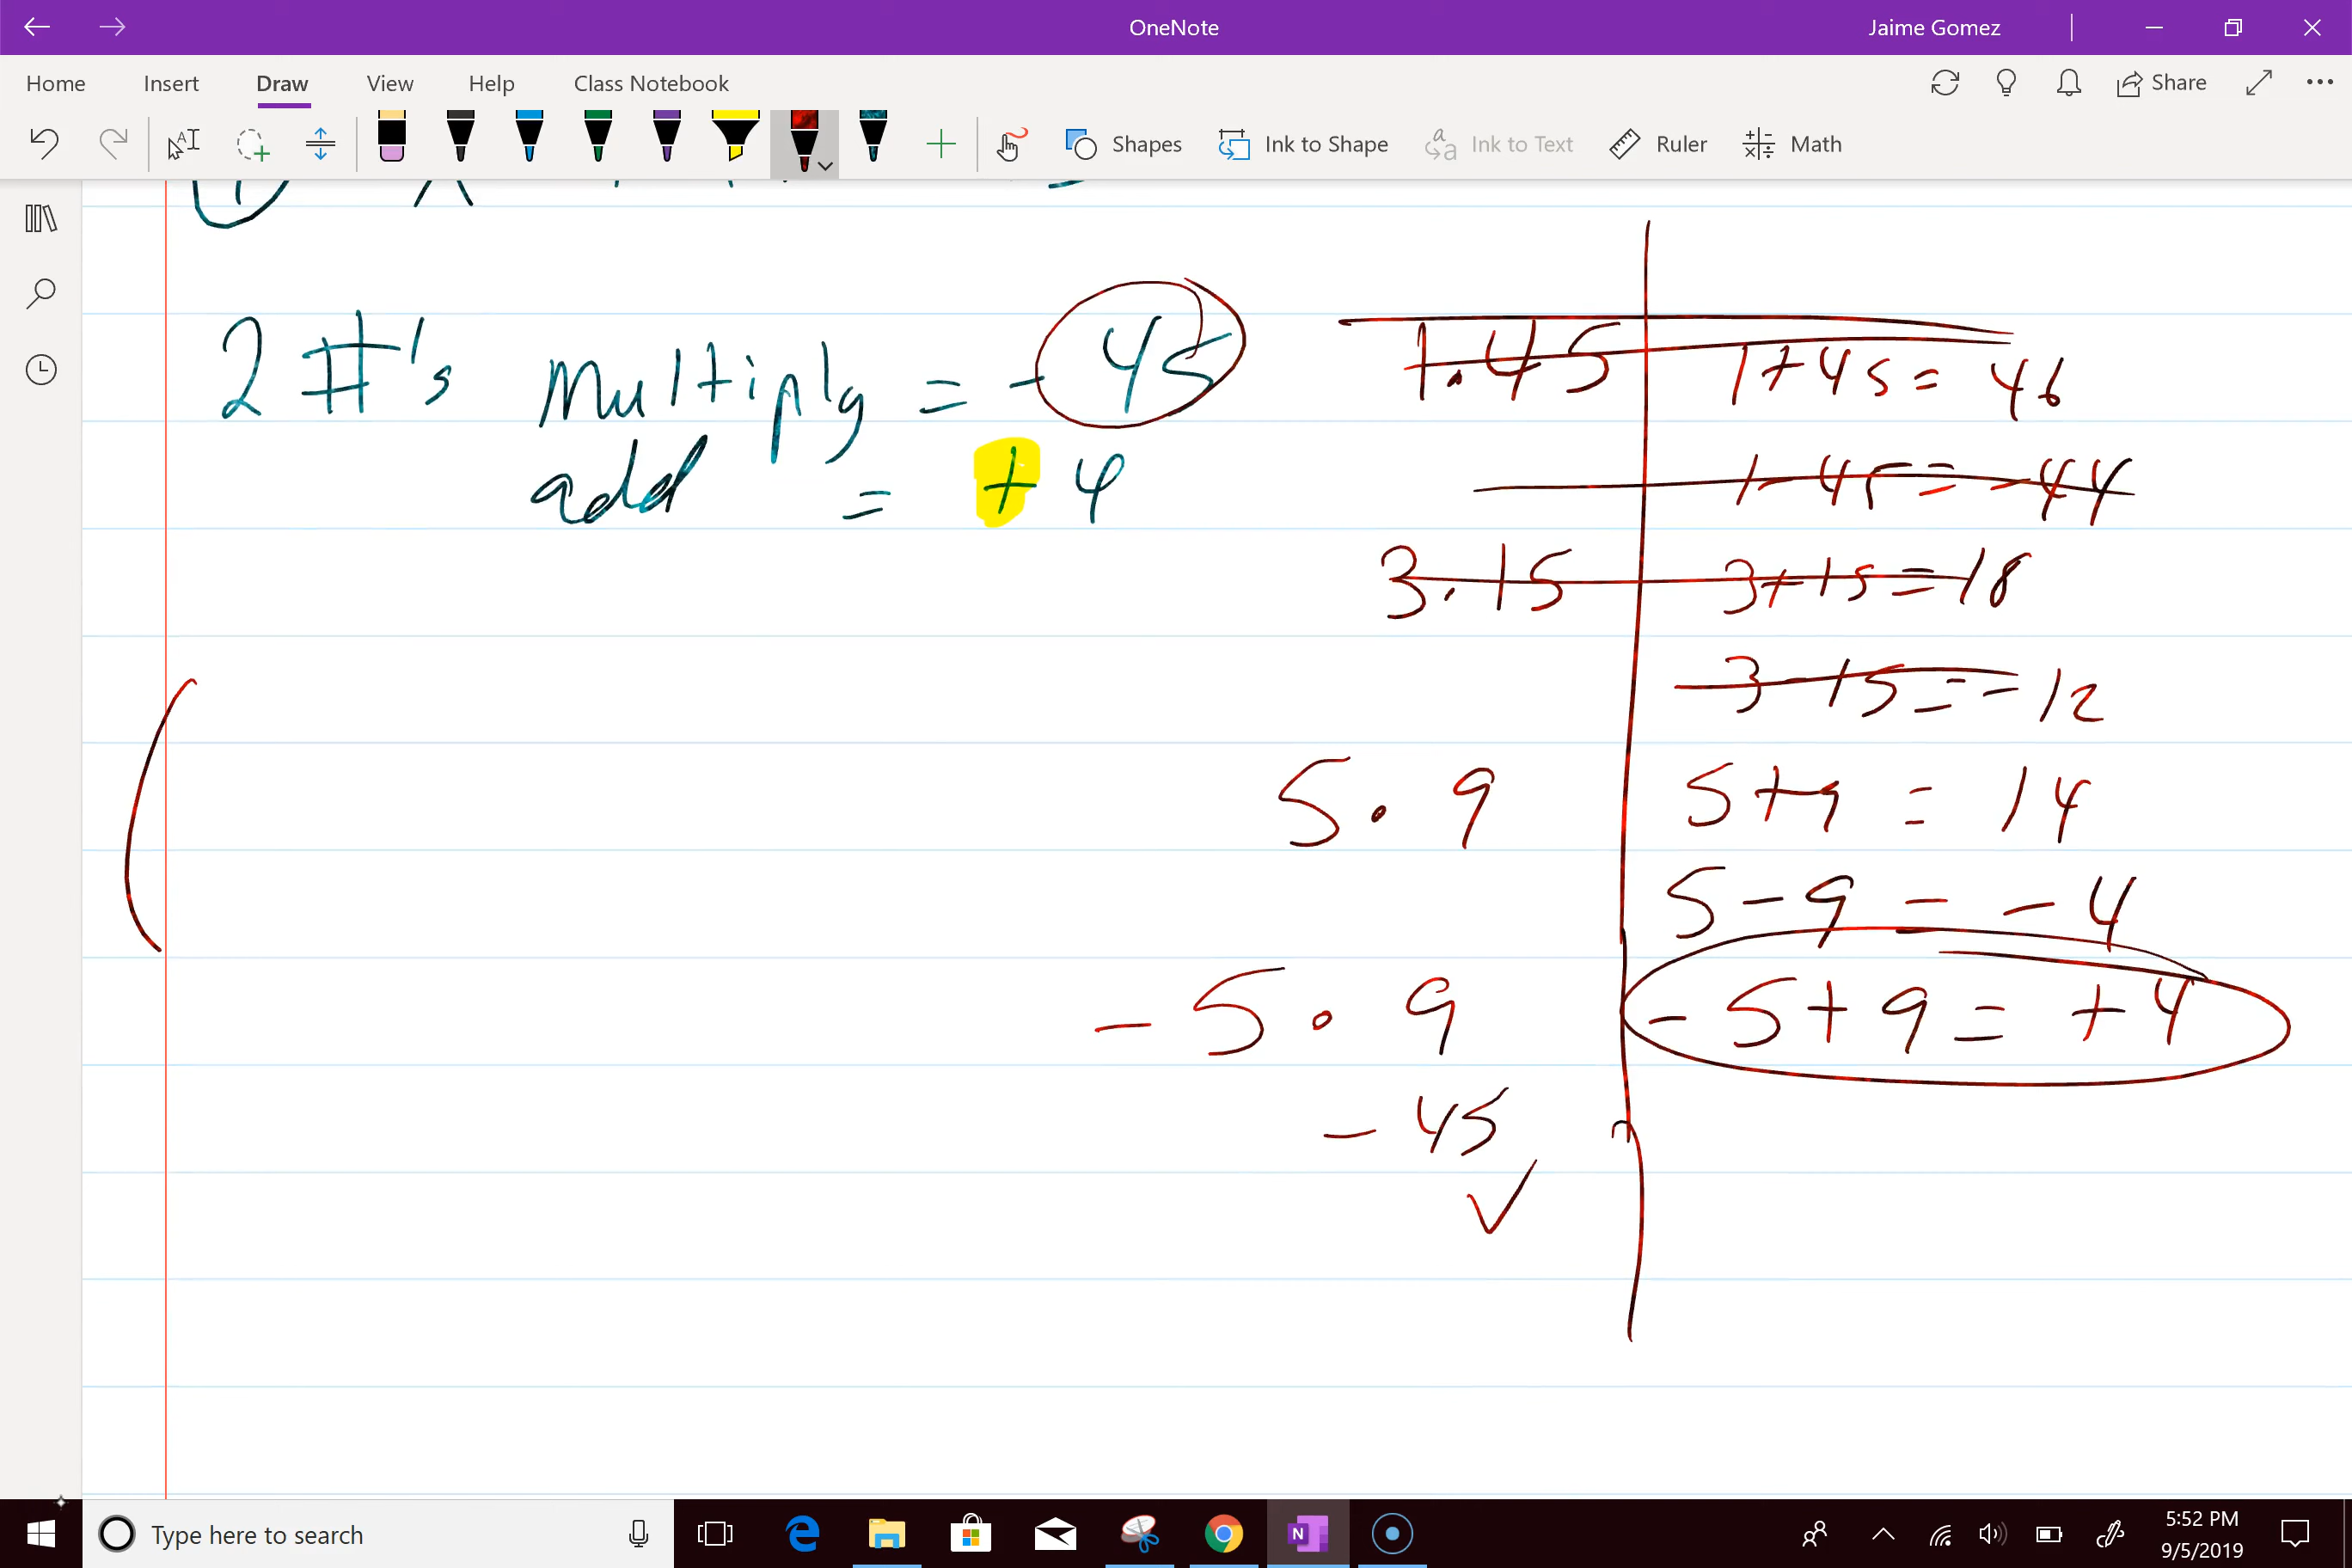 OneNote
Jaime Gomez
Home Insert Draw View Help Class Notebook
Share
Shapes Ink to Shape Ink to Text Ruler Math
2 #'s Multiply = - 45
add = + 4
1 . 45 1 + 45 = 46
1 - 45 = - 44
3 . 15 3 + 15 = 18
3 - 15 = - 12
5 . 9 5 + 9 = 14
5 - 9 = - 4
- 5 . 9 - 5 + 9 = + 4
- 45
✓
Type here to search
5:52 PM
9/5/2019